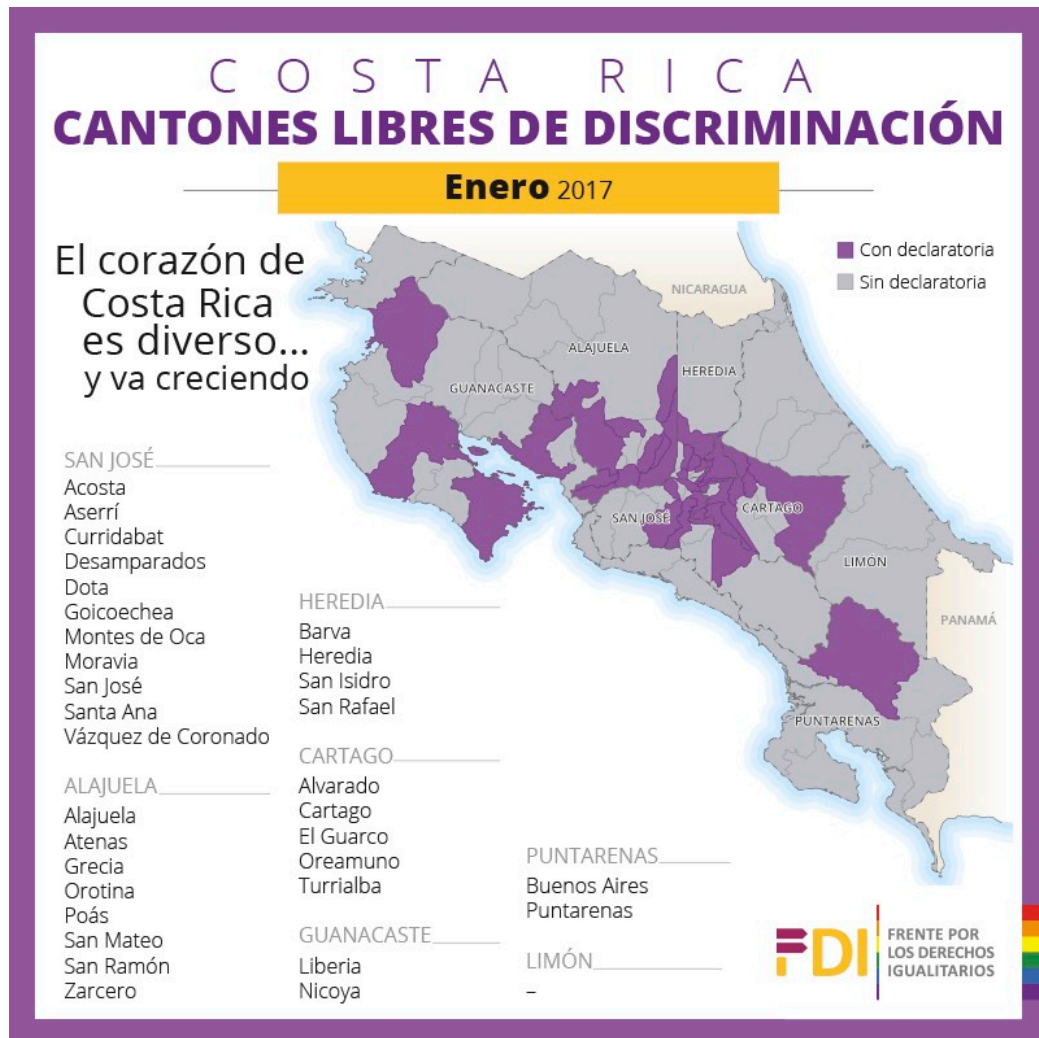 COSTA RICA
CANTONES LIBRES DE DISCRIMINACIÓN
Enero 2017
El corazón de
Costa Rica
es diverso...
y va creciendo
Con declaratoria
Sin declaratoria
NICARAGUA
ALAJUELA
HEREDIA
GUANACASTE
SAN JOSÉ
CARTAGO
LIMÓN
PANAMÁ
PUNTARENAS
SAN JOSÉ
Acosta
Aserrí
Curridabat
Desamparados
Dota
Goicoechea
Montes de Oca
Moravia
San José
Santa Ana
Vázquez de Coronado
ALAJUELA
Alajuela
Atenas
Grecia
Orotina
Poás
San Mateo
San Ramón
Zarcero
HEREDIA
Barva
Heredia
San Isidro
San Rafael
CARTAGO
Alvarado
Cartago
El Guarco
Oreamuno
Turrialba
GUANACASTE
Liberia
Nicoya
PUNTARENAS
Buenos Aires
Puntarenas
LIMÓN
–
FDI
FRENTE POR
LOS DERECHOS
IGUALITARIOS